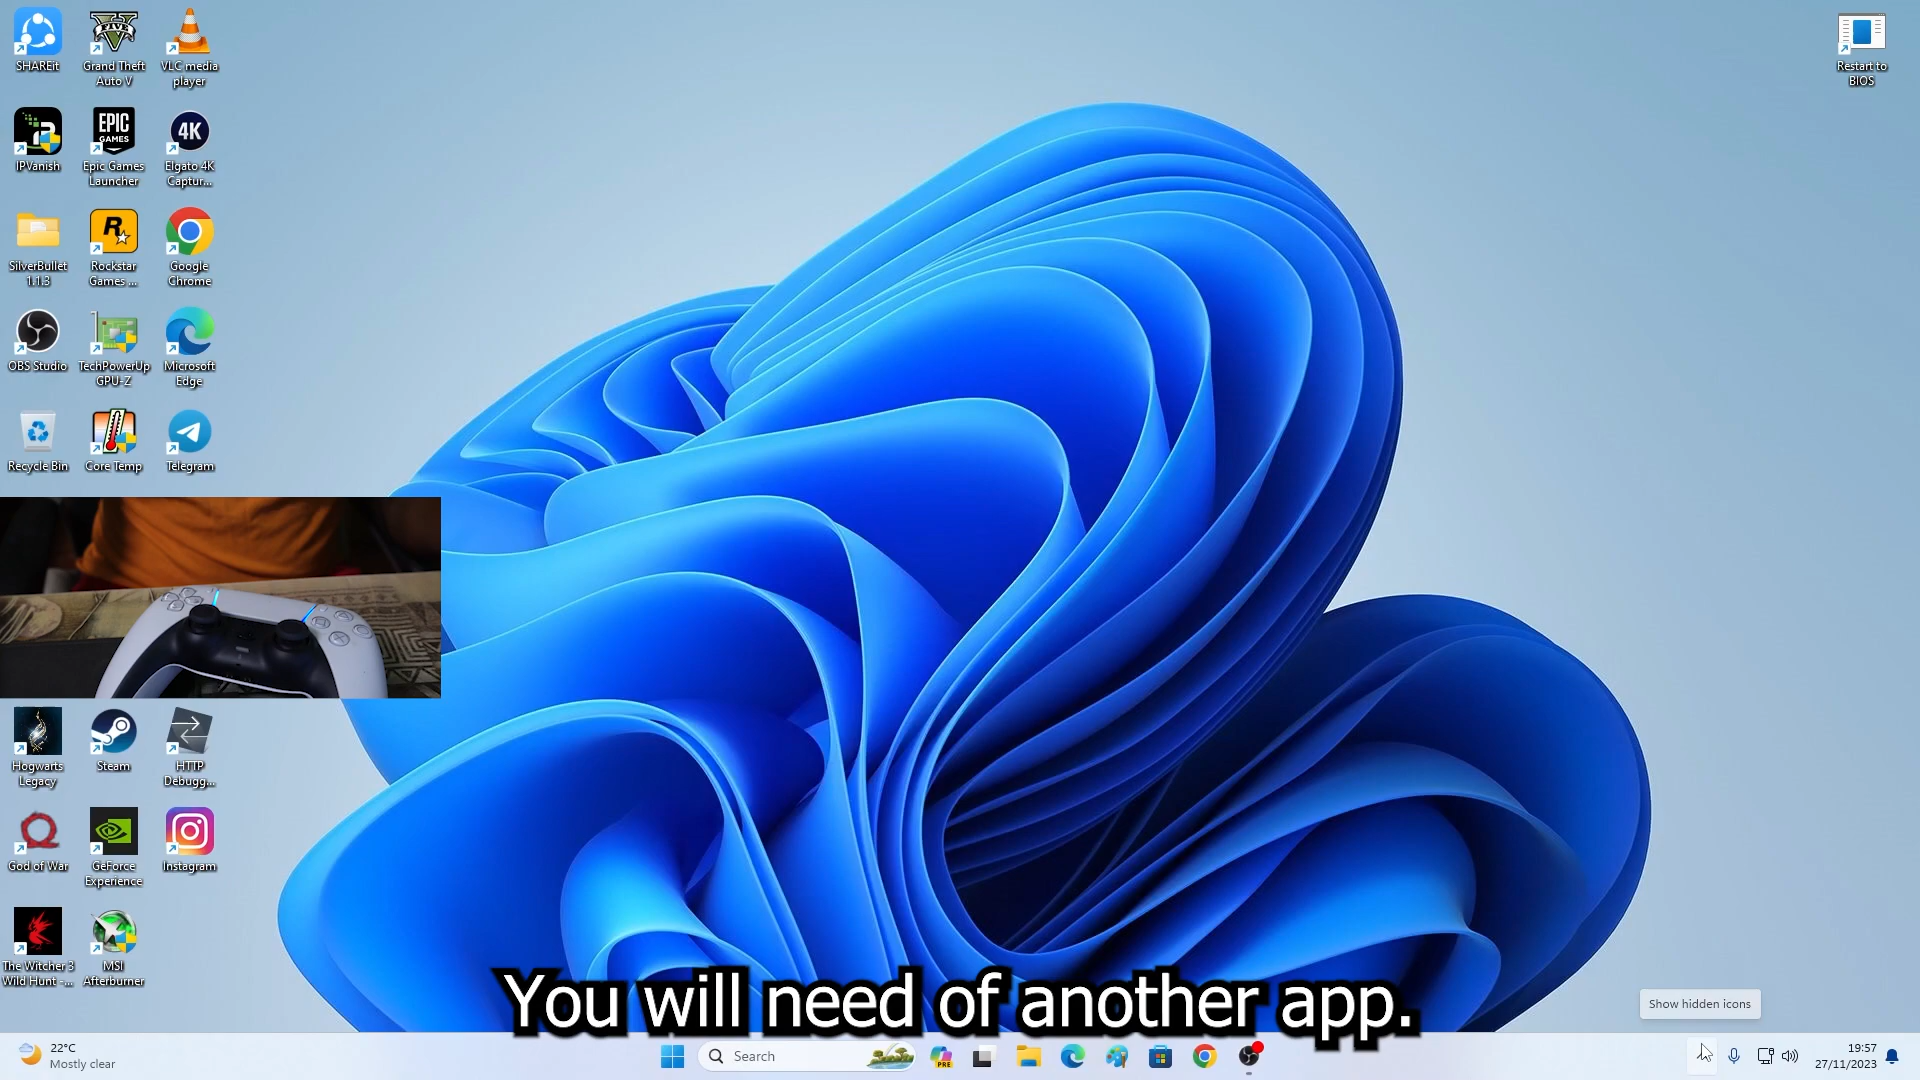 SHAREit
Grand Theft
Auto V
VLC media
player
Restart to
BIOS
IPVanish
EPIC
GAMES
Epic Games
Launcher
4K
Elgato 4K
Captur...
SilverBullet
1.1.3
Rockstar
Games ...
Google
Chrome
OBS Studio
TechPowerUp
GPU-Z
Microsoft
Edge
Recycle Bin
Core Temp
Telegram
Hogwarts
Legacy
Steam
HTTP
Debugg...
God of War
GeForce
Experience
Instagram
The Witcher 3
Wild Hunt -...
MSI
Afterburner
You will need of another app.
Show hidden icons
22°C
Mostly clear
Search
PRE
19:57
27/11/2023